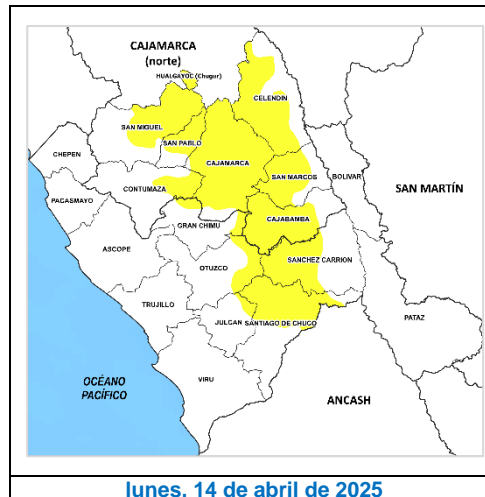 CAJAMARCA
(norte)
HUALGAYOC (Chugur)
CELENDIN
SAN MIGUEL
SAN PABLO
CHEPEN
CAJAMARCA
SAN MARCOS
BOLIVAR
SAN MARTÍN
PACASMAYO
CONTUMAZA
CAJABAMBA
GRAN CHIMU
ASCOPE
SANCHEZ CARRION
OTUZCO
TRUJILLO
PATAZ
JULCAN
SANTIAGO DE CHUCO
VIRU
OCÉANO
PACÍFICO
ANCASH
lunes, 14 de abril de 2025